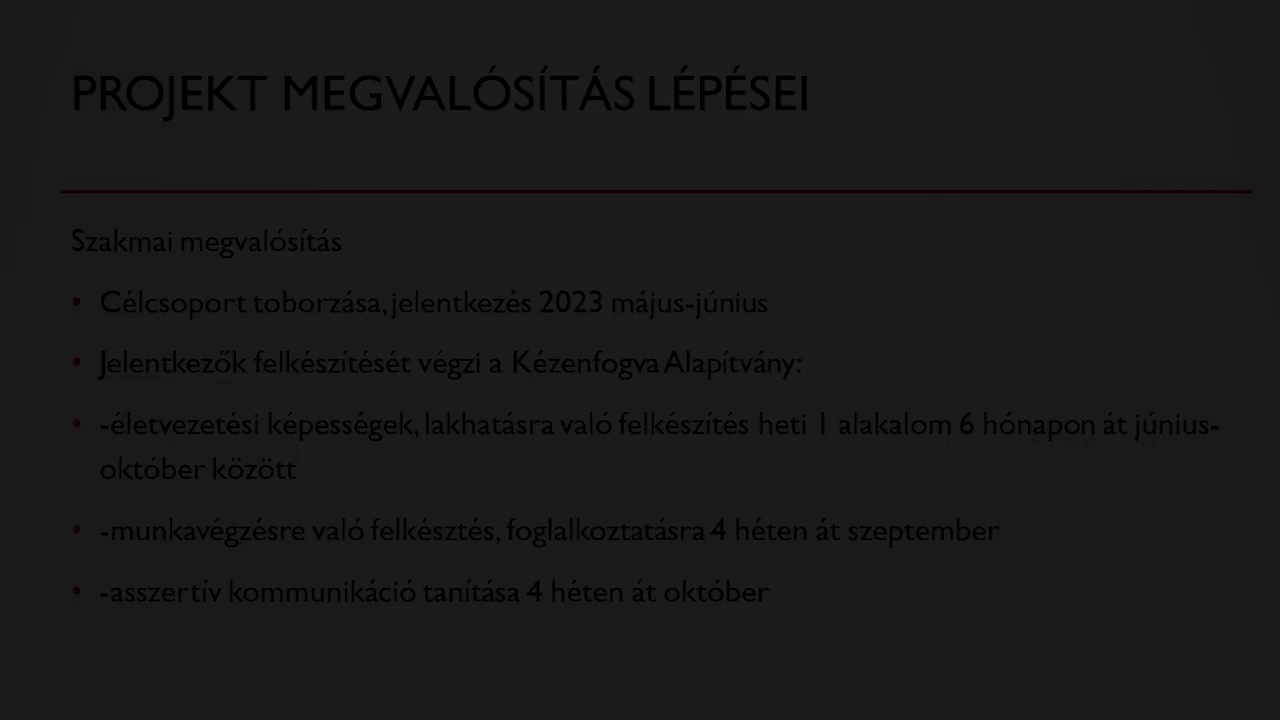 PROJEKT MEGVALÓSÍTÁS LÉPÉSEI
Szakmai megvalósítás
• Célcsoport toborzása, jelentkezés 2023 május-június
• Jelentkezők felkészítését végzi a Kézenfogva Alapítvány:
• -életvezetési képességek, lakhatásra való felkészítés heti 1 alakalom 6 hónapon át június-
október között
• -munkavégzésre való felkésztés, foglalkoztatásra 4 héten át szeptember
• -asszertív kommunikáció tanítása 4 héten át október